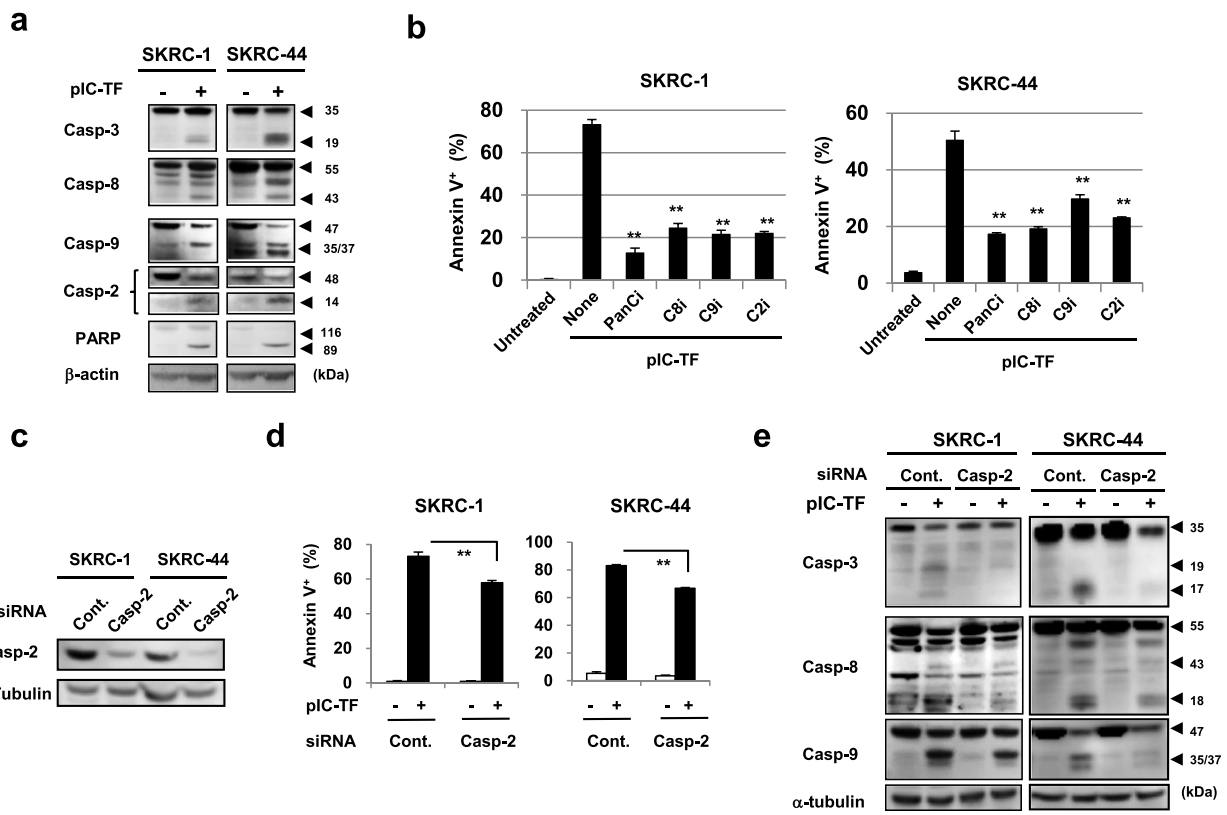 a
SKRC-1 SKRC-44
pIC-TF - + - +
Casp-3 35
19
Casp-8 55
43
Casp-9 47
35/37
Casp-2 48
14
PARP 116
89
β-actin (kDa)
b
SKRC-1
Annexin V+ (%)
80
60
40
20
0
** ** ** **
Untreated None PanCi C8i C9i C2i
pIC-TF
SKRC-44
Annexin V+ (%)
60
40
20
0
** ** ** **
Untreated None PanCi C8i C9i C2i
pIC-TF
c
SKRC-1 SKRC-44
siRNA Cont. Casp-2 Cont. Casp-2
asp-2
Tubulin
d
SKRC-1
Annexin V+ (%)
80
60
40
20
0
**
pIC-TF - + - +
siRNA Cont. Casp-2
SKRC-44
100
80
60
40
20
0
**
- + - +
Cont. Casp-2
e
SKRC-1 SKRC-44
siRNA Cont. Casp-2 Cont. Casp-2
pIC-TF - + - + - + - +
Casp-3 35
19
17
Casp-8 55
43
18
Casp-9 47
35/37
α-tubulin (kDa)